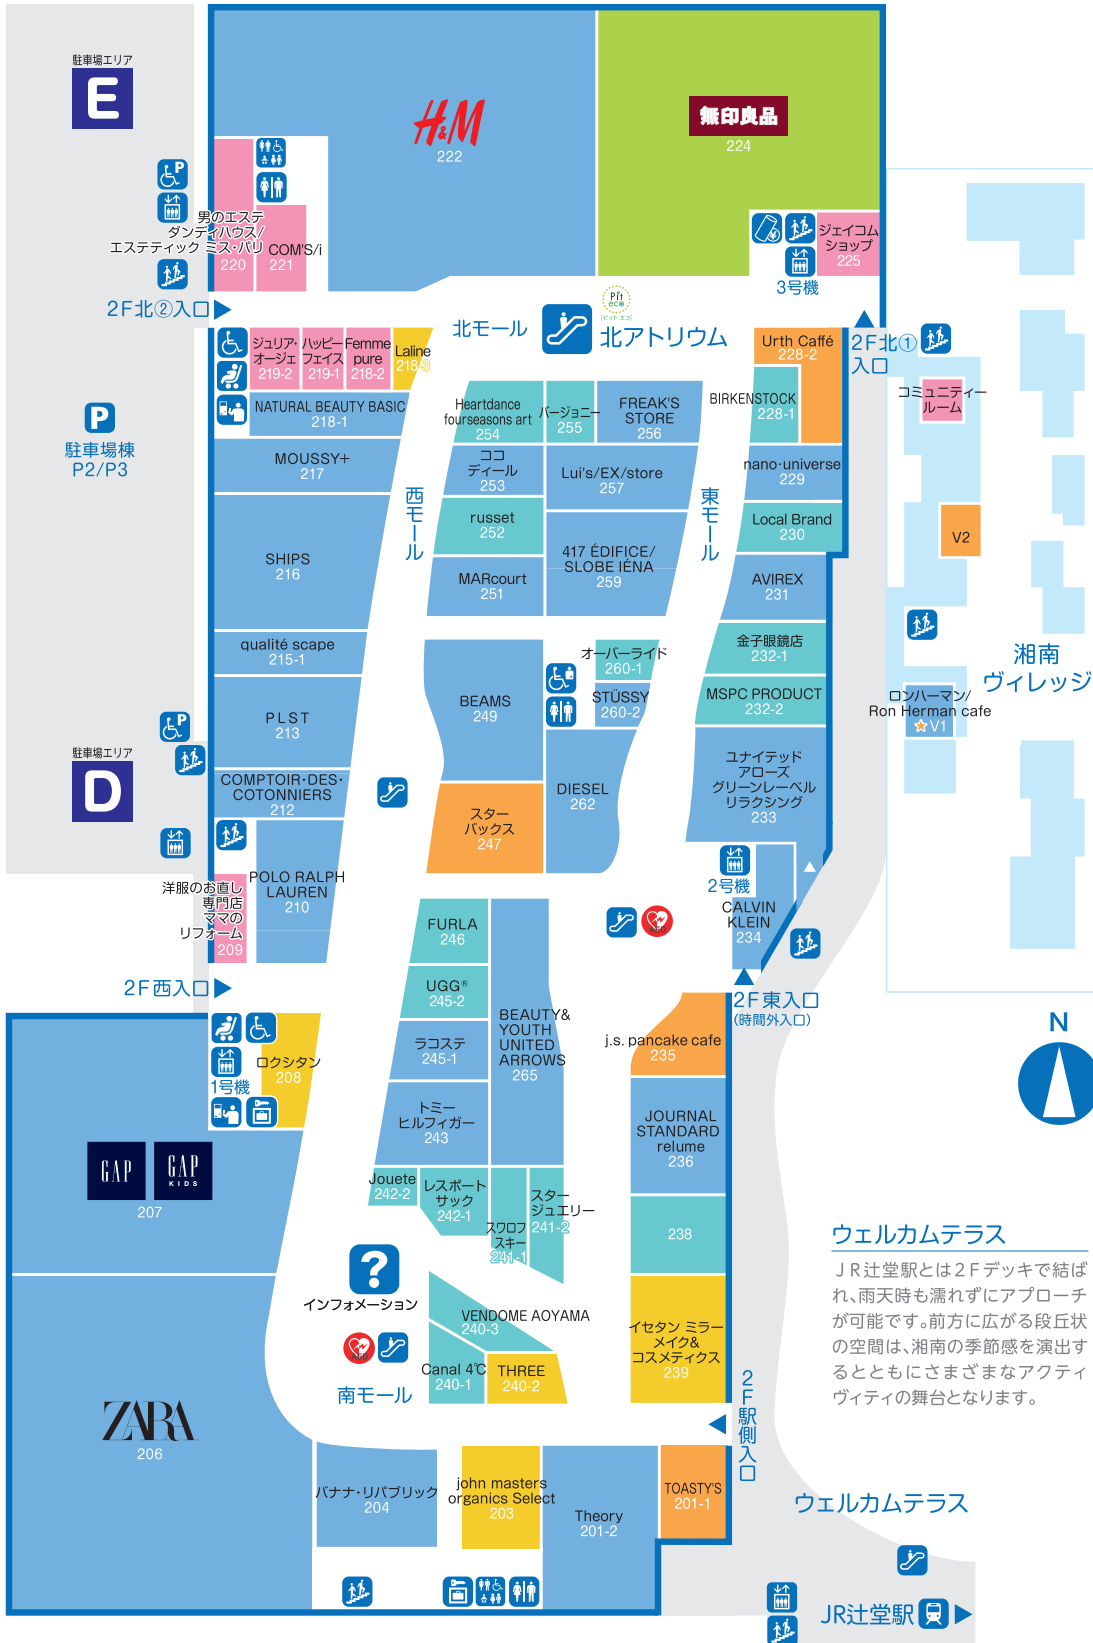 駐車場エリア
E
H&M
222
無印良品
224
男のエステ
ダンディハウス/
エステティック ミス・パリ
220
COM'S/i
221
ジェイコム
ショップ
225
3号機
2F北②入口
北モール
Pit
eco
[ピットエコ]
北アトリウム
2F北①
入口
ジュリア・
オージェ
219-2
ハッピー
フェイス
219-1
Femme
pure
218-2
Laline
218-3
Urth Caffé
228-2
NATURAL BEAUTY BASIC
218-1
Heartdance
fourseasons art
254
バージョニー
255
FREAK'S
STORE
256
BIRKENSTOCK
228-1
コミュニティー
ルーム
P
駐車場棟
P2/P3
MOUSSY+
217
ココ
ディール
253
Lui's/EX/store
257
nano・universe
229
西モール
東モール
russet
252
Local Brand
230
V2
SHIPS
216
417 ÉDIFICE/
SLOBE IÉNA
259
MARcourt
251
AVIREX
231
qualité scape
215-1
オーバーライド
260-1
金子眼鏡店
232-1
湘南
ヴィレッジ
BEAMS
249
STÜSSY
260-2
MSPC PRODUCT
232-2
ロンハーマン/
Ron Herman cafe
V1
PLST
213
駐車場エリア
D
COMPTOIR・DES・
COTONNIERS
212
スター
バックス
247
DIESEL
262
ユナイテッド
アローズ
グリーンレーベル
リラクシング
233
POLO RALPH
LAUREN
210
洋服のお直し
専門店
ママの
リフォーム
209
2号機
CALVIN
KLEIN
234
FURLA
246
AED
2F西入口
UGG®
245-2
2F東入口
(時間外入口)
BEAUTY&
YOUTH
UNITED
ARROWS
265
N
ロクシタン
208
1号機
ラコステ
245-1
j.s. pancake cafe
235
トミー
ヒルフィガー
243
JOURNAL
STANDARD
relume
236
GAP
GAP
KIDS
207
Jouete
242-2
レスポート
サック
242-1
スワロフ
スキー
241-1
スター
ジュエリー
241-2
238
ウェルカムテラス
JR辻堂駅とは2Fデッキで結ば
れ、雨天時も濡れずにアプローチ
が可能です。前方に広がる段丘状
の空間は、湘南の季節感を演出す
るとともにさまざまなアクティ
ヴィティの舞台となります。
?
インフォメーション
VENDOME AOYAMA
240-3
イセタン ミラー
メイク&
コスメティクス
239
AED
Canal 4℃
240-1
THREE
240-2
南モール
2F駅側入口
ZARA
206
バナナ・リパブリック
204
john masters
organics Select
203
Theory
201-2
TOASTY'S
201-1
ウェルカムテラス
JR辻堂駅